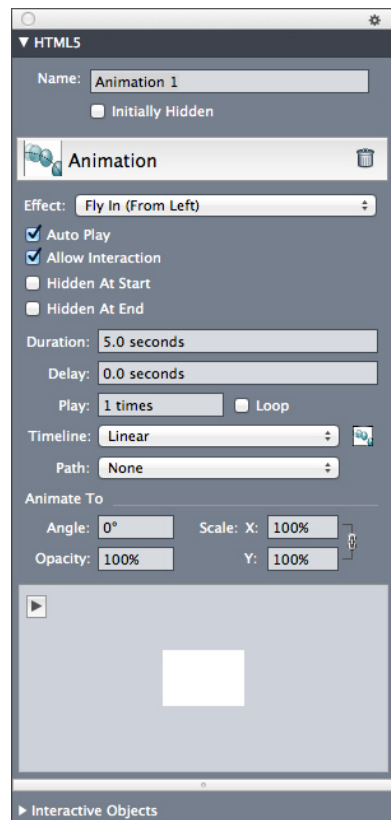 HTML5
Name: Animation 1
Initially Hidden
Animation
Effect: Fly In (From Left)
Auto Play
Allow Interaction
Hidden At Start
Hidden At End
Duration: 5.0 seconds
Delay: 0.0 seconds
Play: 1 times Loop
Timeline: Linear
Path: None
Animate To
Angle: 0° Scale: X: 100%
Opacity: 100% Y: 100%
Interactive Objects